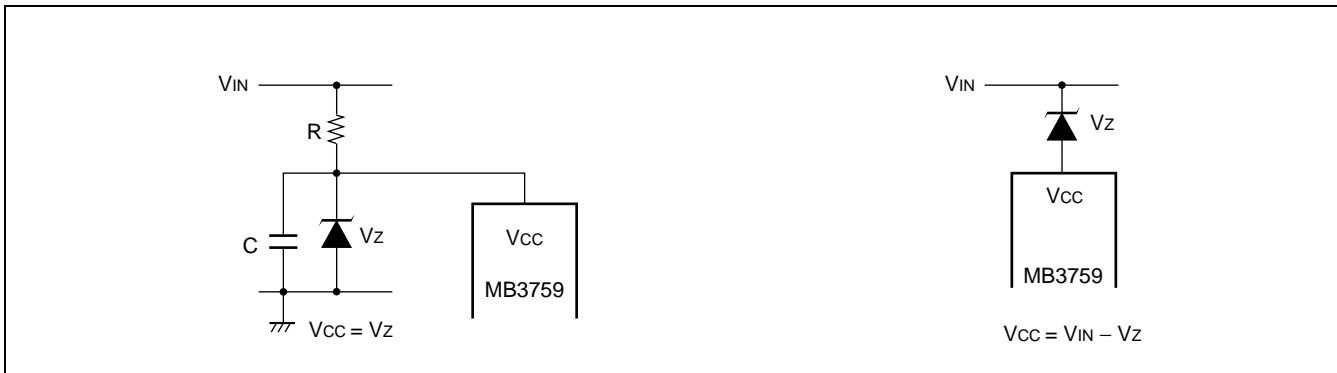 VIN
R
C
VZ
VCC
MB3759
VCC = VZ
VIN
VZ
VCC
MB3759
VCC = VIN − VZ